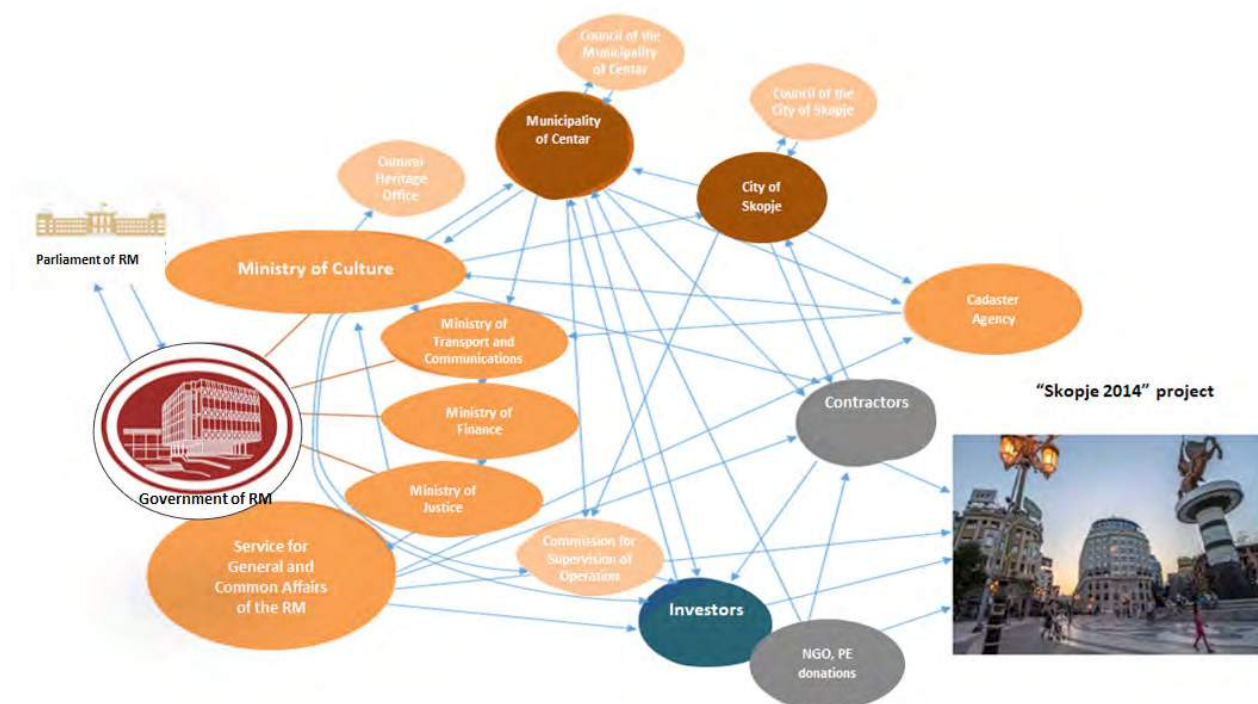 Council of the
Municipality
of Centar
Council of the
City of Skopje
Municipality
of Centar
Cultural
Heritage
Office
City of
Skopje
Parliament of RM
Ministry of Culture
Cadaster
Agency
Ministry of
Transport and
Communications
"Skopje 2014" project
Contractors
Ministry of
Finance
Government of RM
Ministry of
Justice
Service for
General and
Common Affairs
of the RM
Commission for
Supervision of
Operation
Investors
NGO, PE
donations